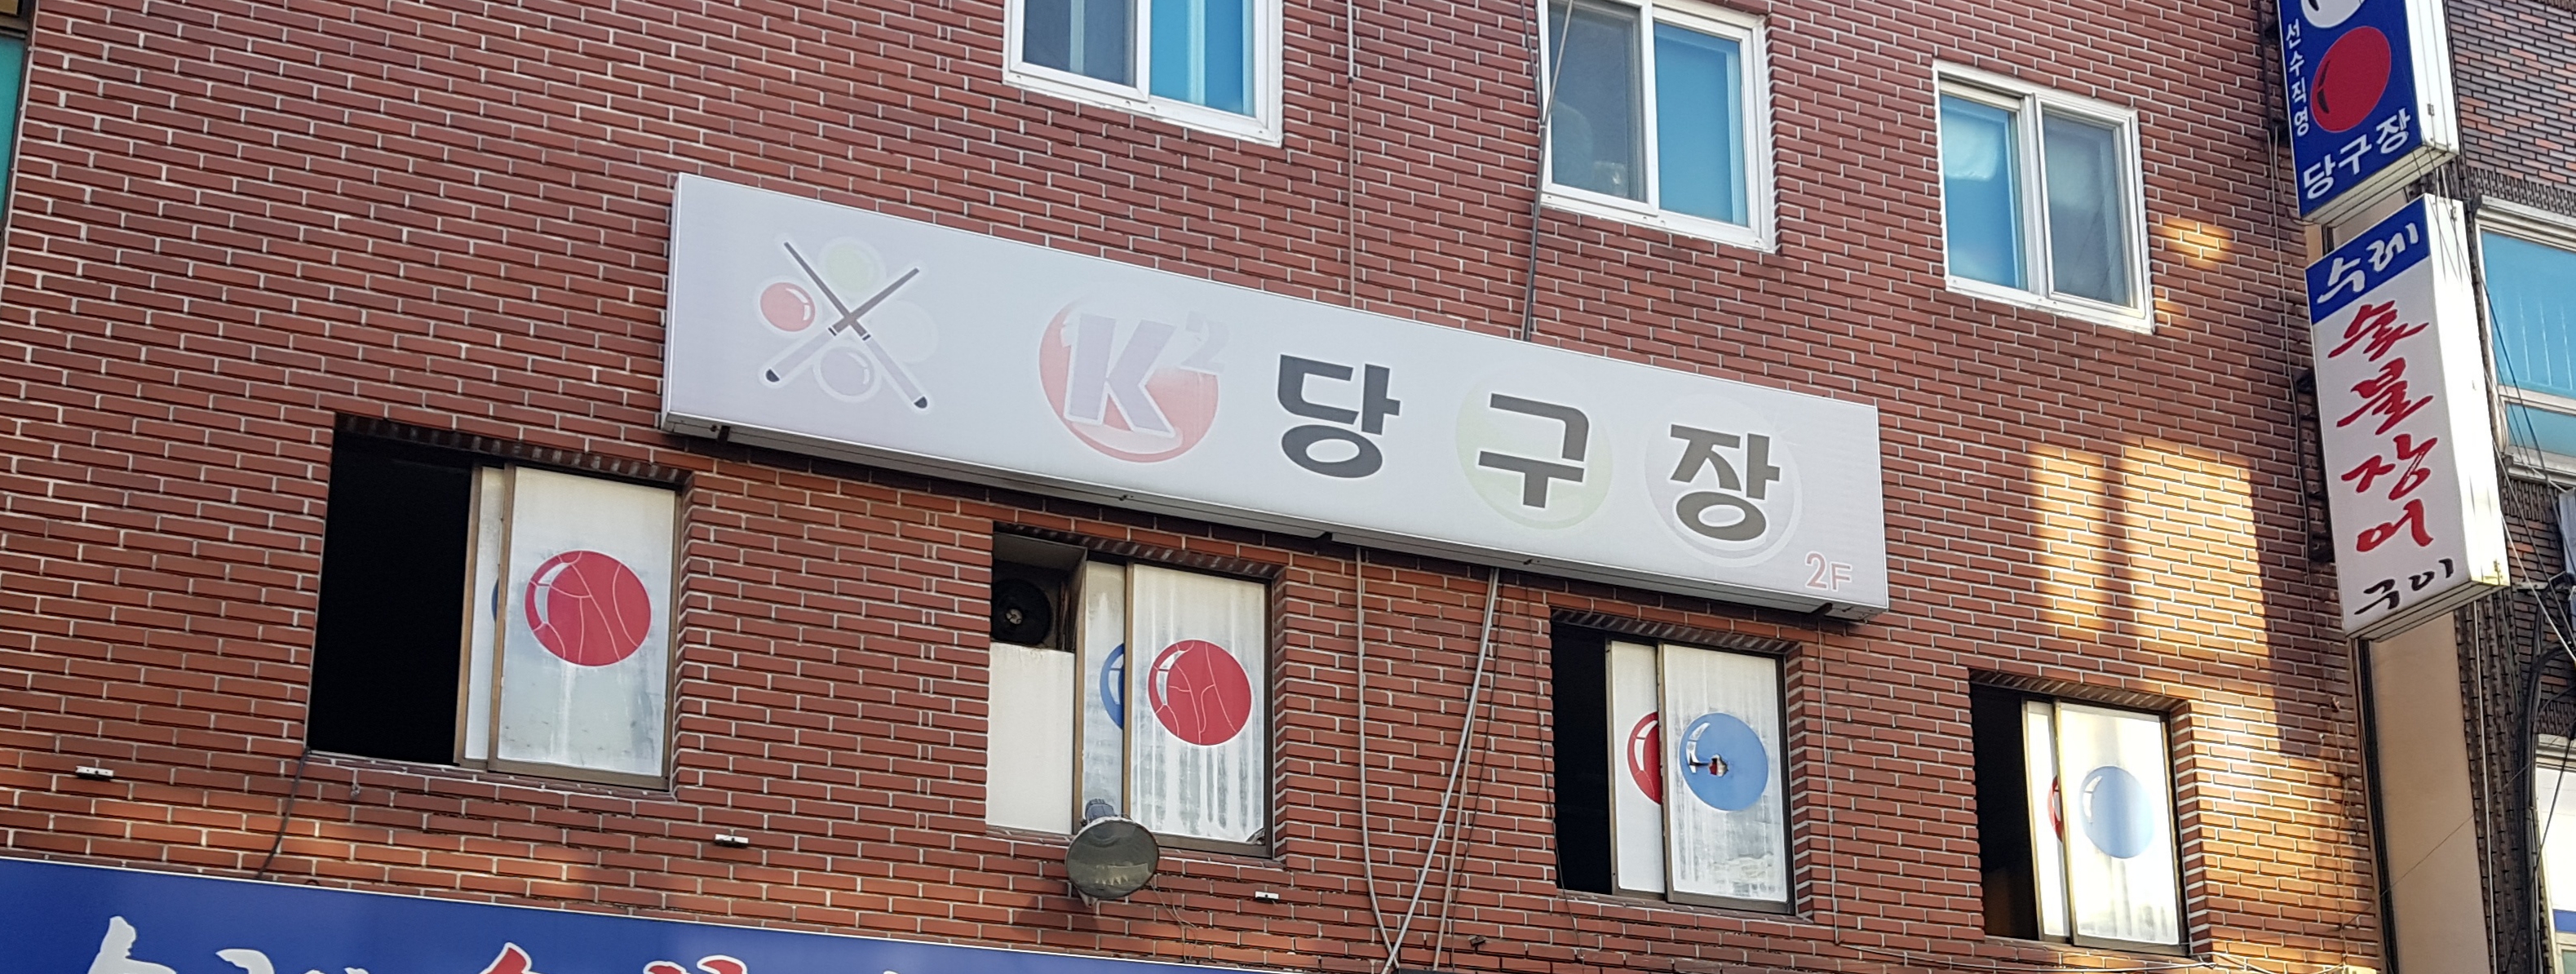 K² 당구장
2F
선수직영
당구장
수레
숯불장어
구이